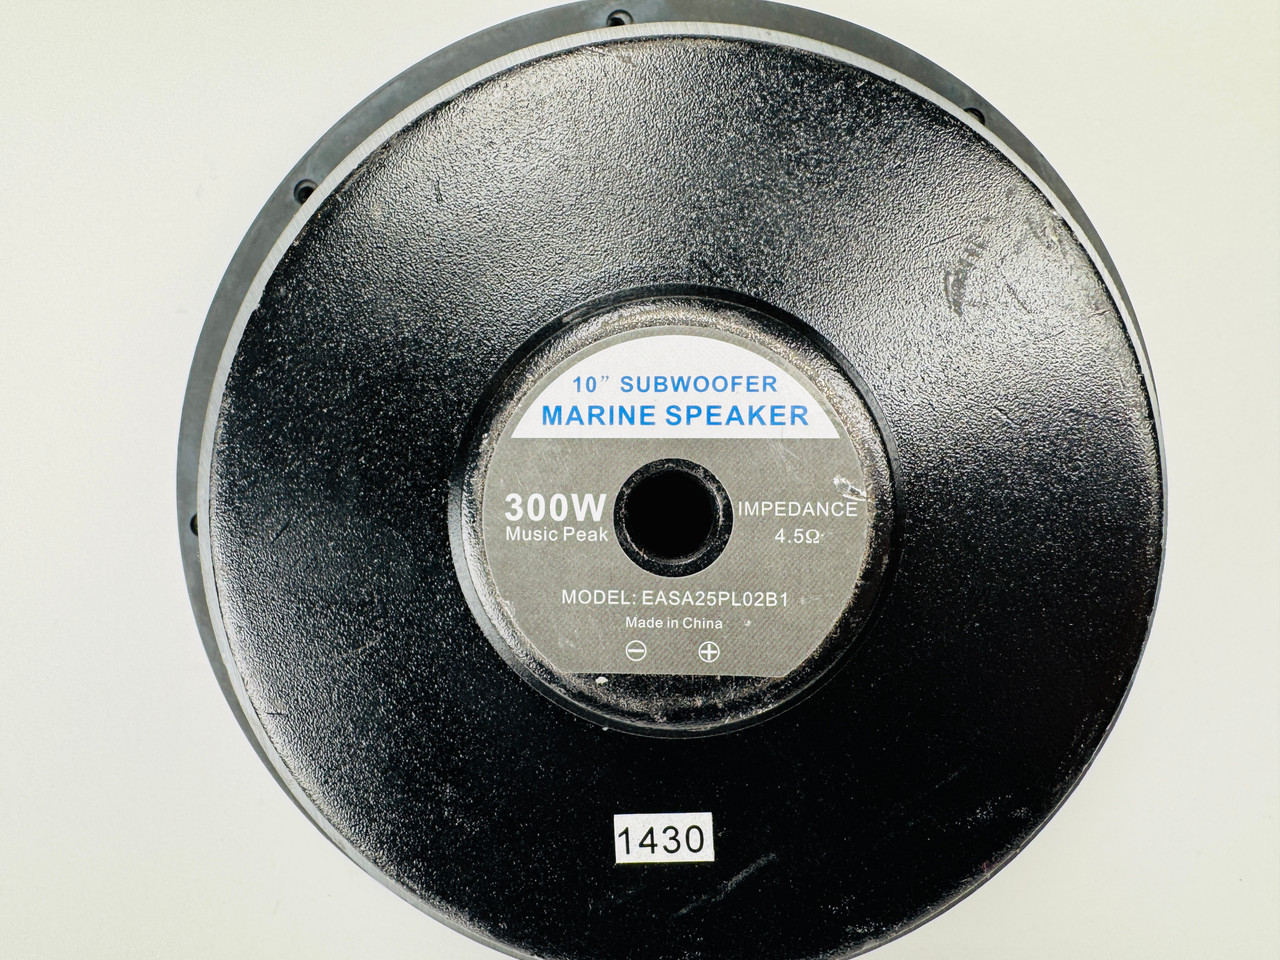 10” SUBWOOFER
MARINE SPEAKER
300W
Music Peak
IMPEDANCE
4.5Ω
MODEL: EASA25PL02B1
Made in China
⊖ ⊕
1430